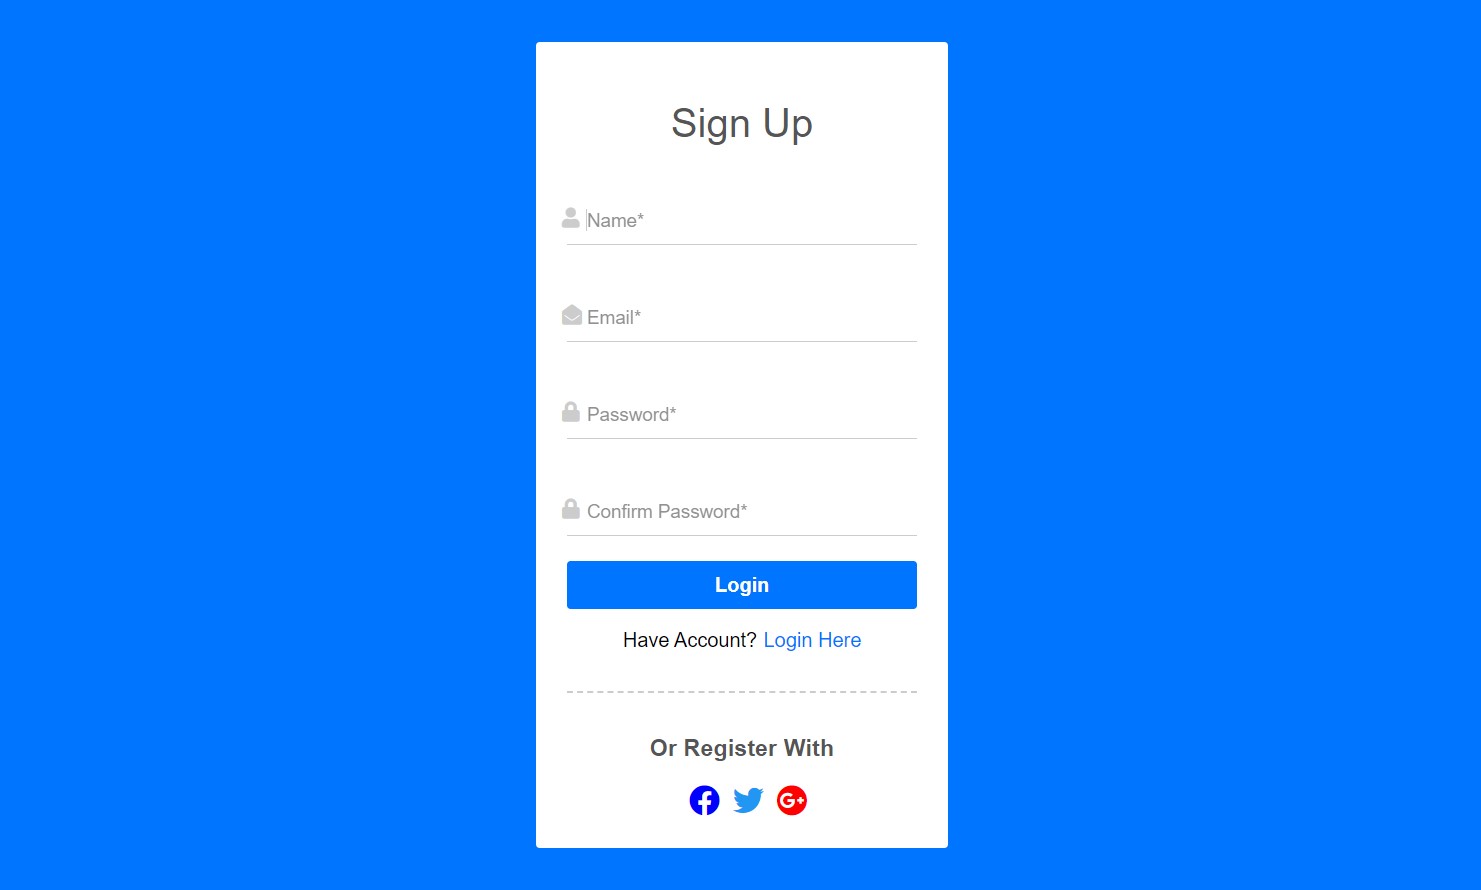 Sign Up
Name*
Email*
Password*
Confirm Password*
Login
Have Account? Login Here
Or Register With
G+